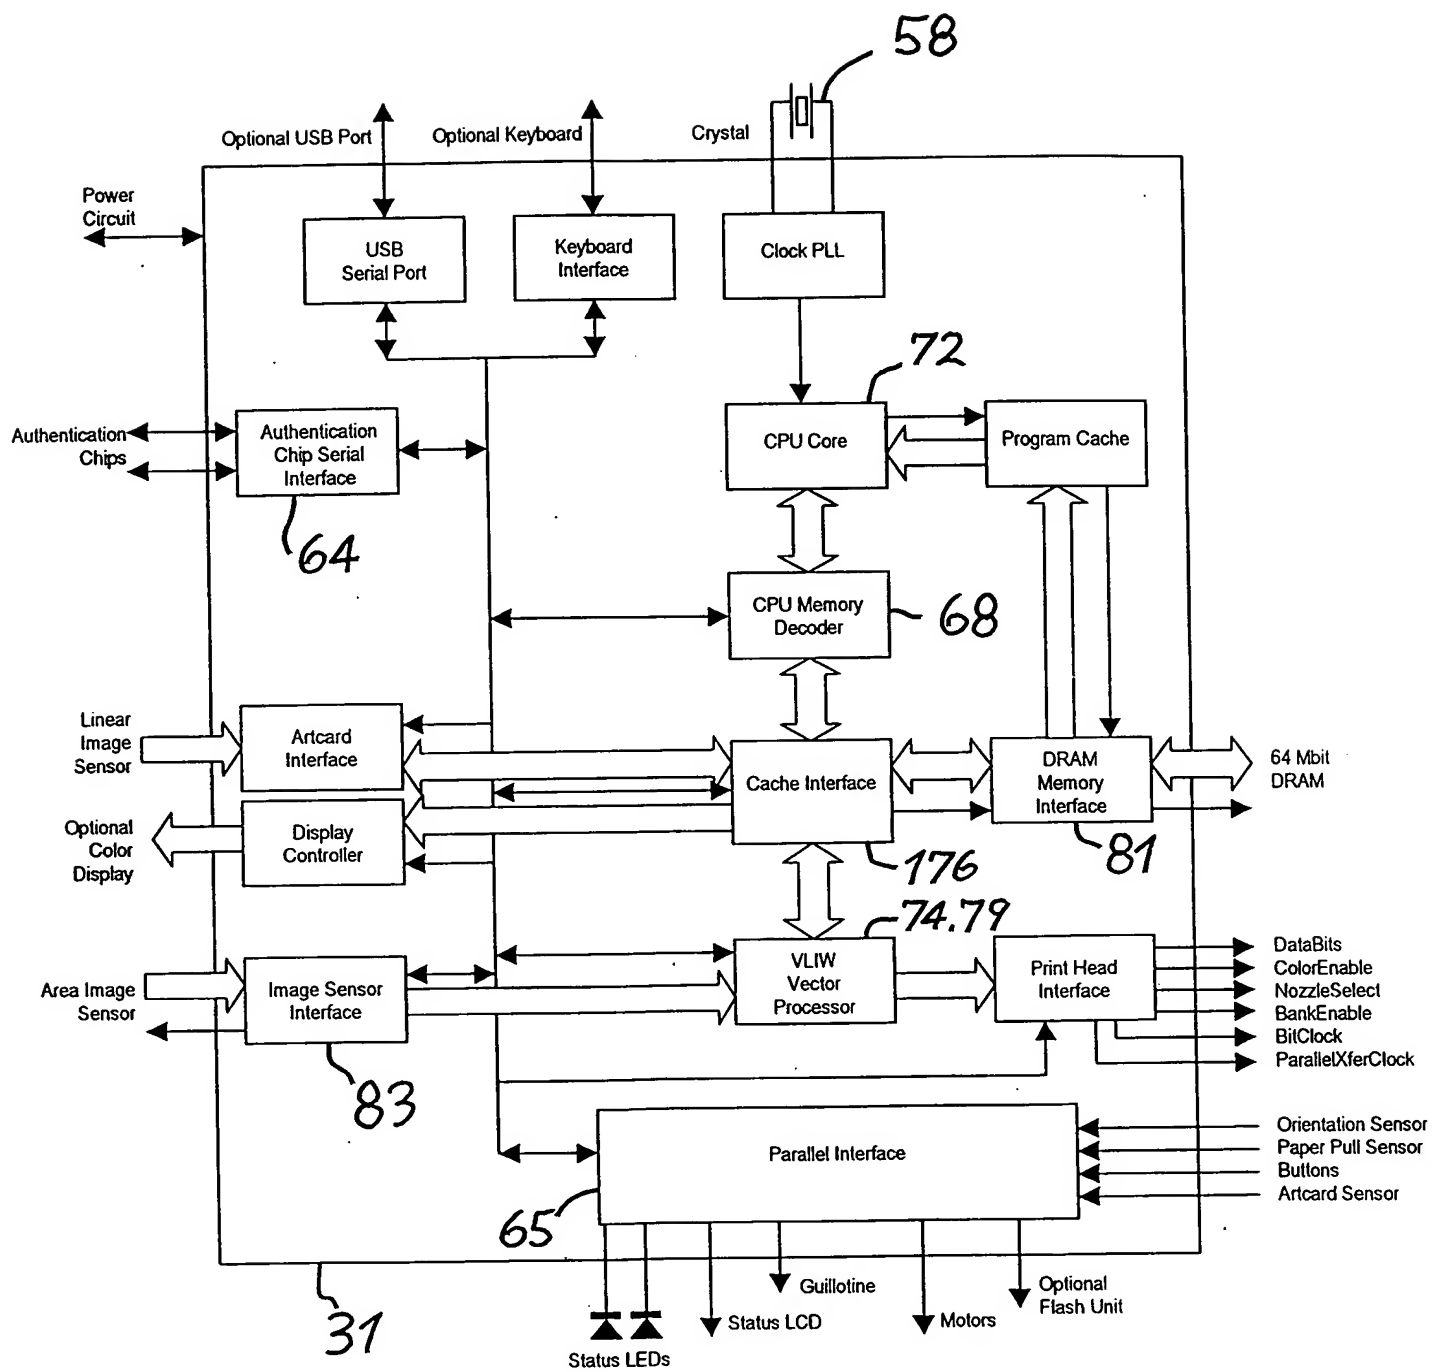 58
Optional USB Port
Optional Keyboard
Crystal
Power
Circuit
USB
Serial Port
Keyboard
Interface
Clock PLL
72
Authentication
Chips
Authentication
Chip Serial
Interface
CPU Core
Program Cache
64
CPU Memory
Decoder
68
Linear
Image
Sensor
Artcard
Interface
Cache Interface
DRAM
Memory
Interface
64 Mbit
DRAM
Optional
Color
Display
Display
Controller
176
81
74.79
Area Image
Sensor
Image Sensor
Interface
VLIW
Vector
Processor
Print Head
Interface
DataBits
ColorEnable
NozzleSelect
BankEnable
BitClock
ParallelXferClock
83
Parallel Interface
Orientation Sensor
Paper Pull Sensor
Buttons
Artcard Sensor
65
31
Status LEDs
Status LCD
Guillotine
Motors
Optional
Flash Unit